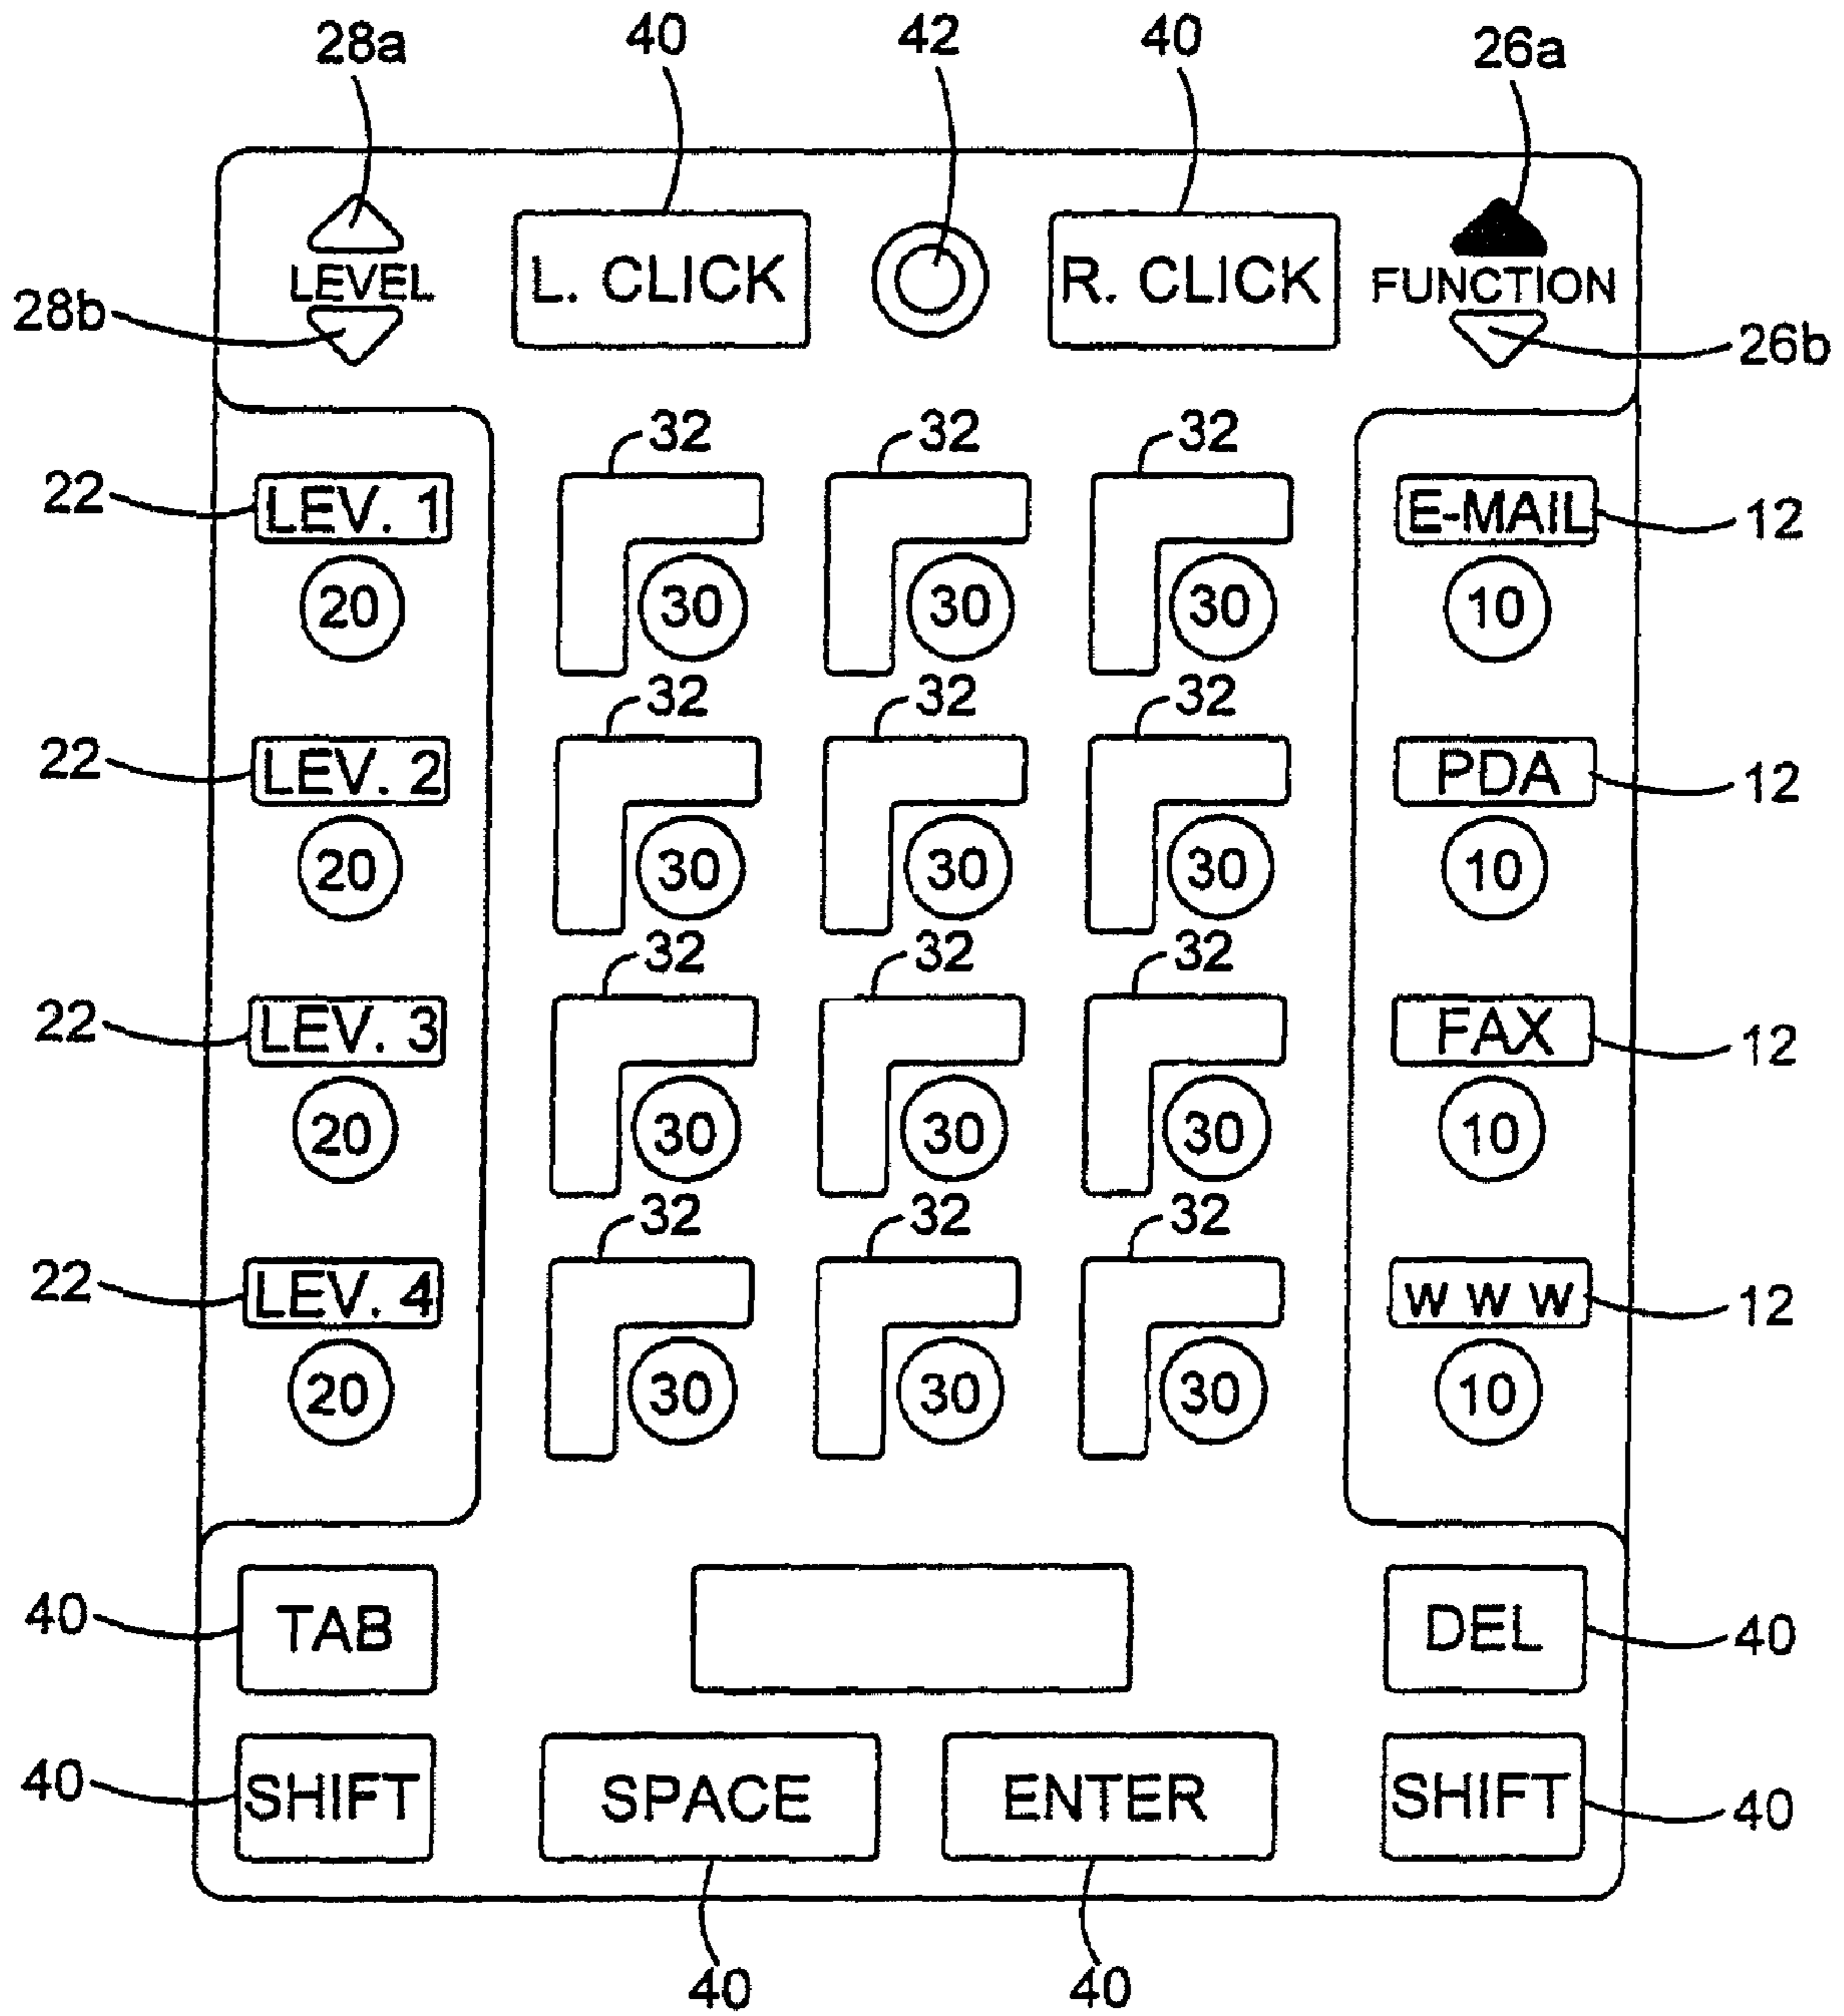 28a 40 42 40 26a
L. CLICK R. CLICK
LEVEL FUNCTION
28b 26b
32 32 32
22 LEV. 1 E-MAIL 12
20 30 30 30 10
32 32 32
22 LEV. 2 PDA 12
20 30 30 30 10
32 32 32
22 LEV. 3 FAX 12
20 30 30 30 10
32 32 32
22 LEV. 4 W W W 12
20 30 30 30 10
40 TAB DEL 40
40 SHIFT SPACE ENTER SHIFT 40
40 40